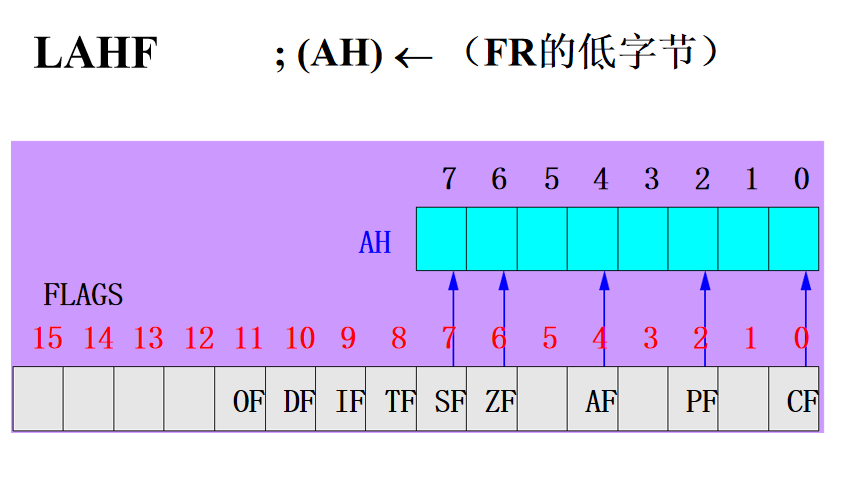 LAHF ; (AH) ← （FR的低字节）
7 6 5 4 3 2 1 0
AH
FLAGS
15 14 13 12 11 10 9 8 7 6 5 4 3 2 1 0
OF DF IF TF SF ZF AF PF CF